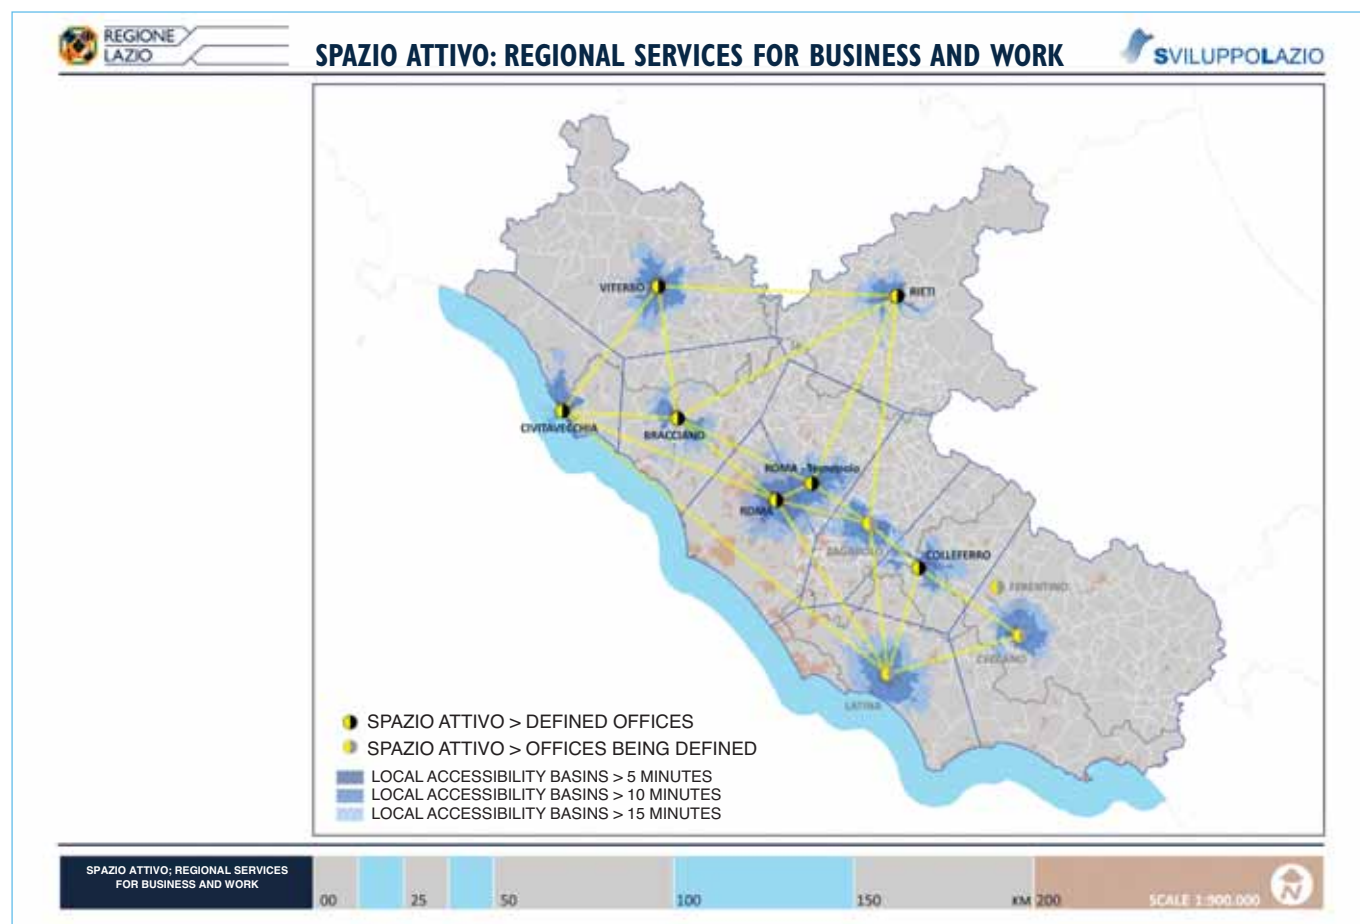 REGIONE
LAZIO
SPAZIO ATTIVO: REGIONAL SERVICES FOR BUSINESS AND WORK
SVILUPPOLAZIO
VITERBO
RIETI
CIVITAVECCHIA
BRACCIANO
ROMA - Tecnopolo
ROMA
ZAGAROLO
COLLEFERRO
FERENTINO
CECCANO
LATINA
SPAZIO ATTIVO > DEFINED OFFICES
SPAZIO ATTIVO > OFFICES BEING DEFINED
LOCAL ACCESSIBILITY BASINS > 5 MINUTES
LOCAL ACCESSIBILITY BASINS > 10 MINUTES
LOCAL ACCESSIBILITY BASINS > 15 MINUTES
SPAZIO ATTIVO; REGIONAL SERVICES
FOR BUSINESS AND WORK
00 25 50 100 150 KM 200 SCALE 1:900.000
N